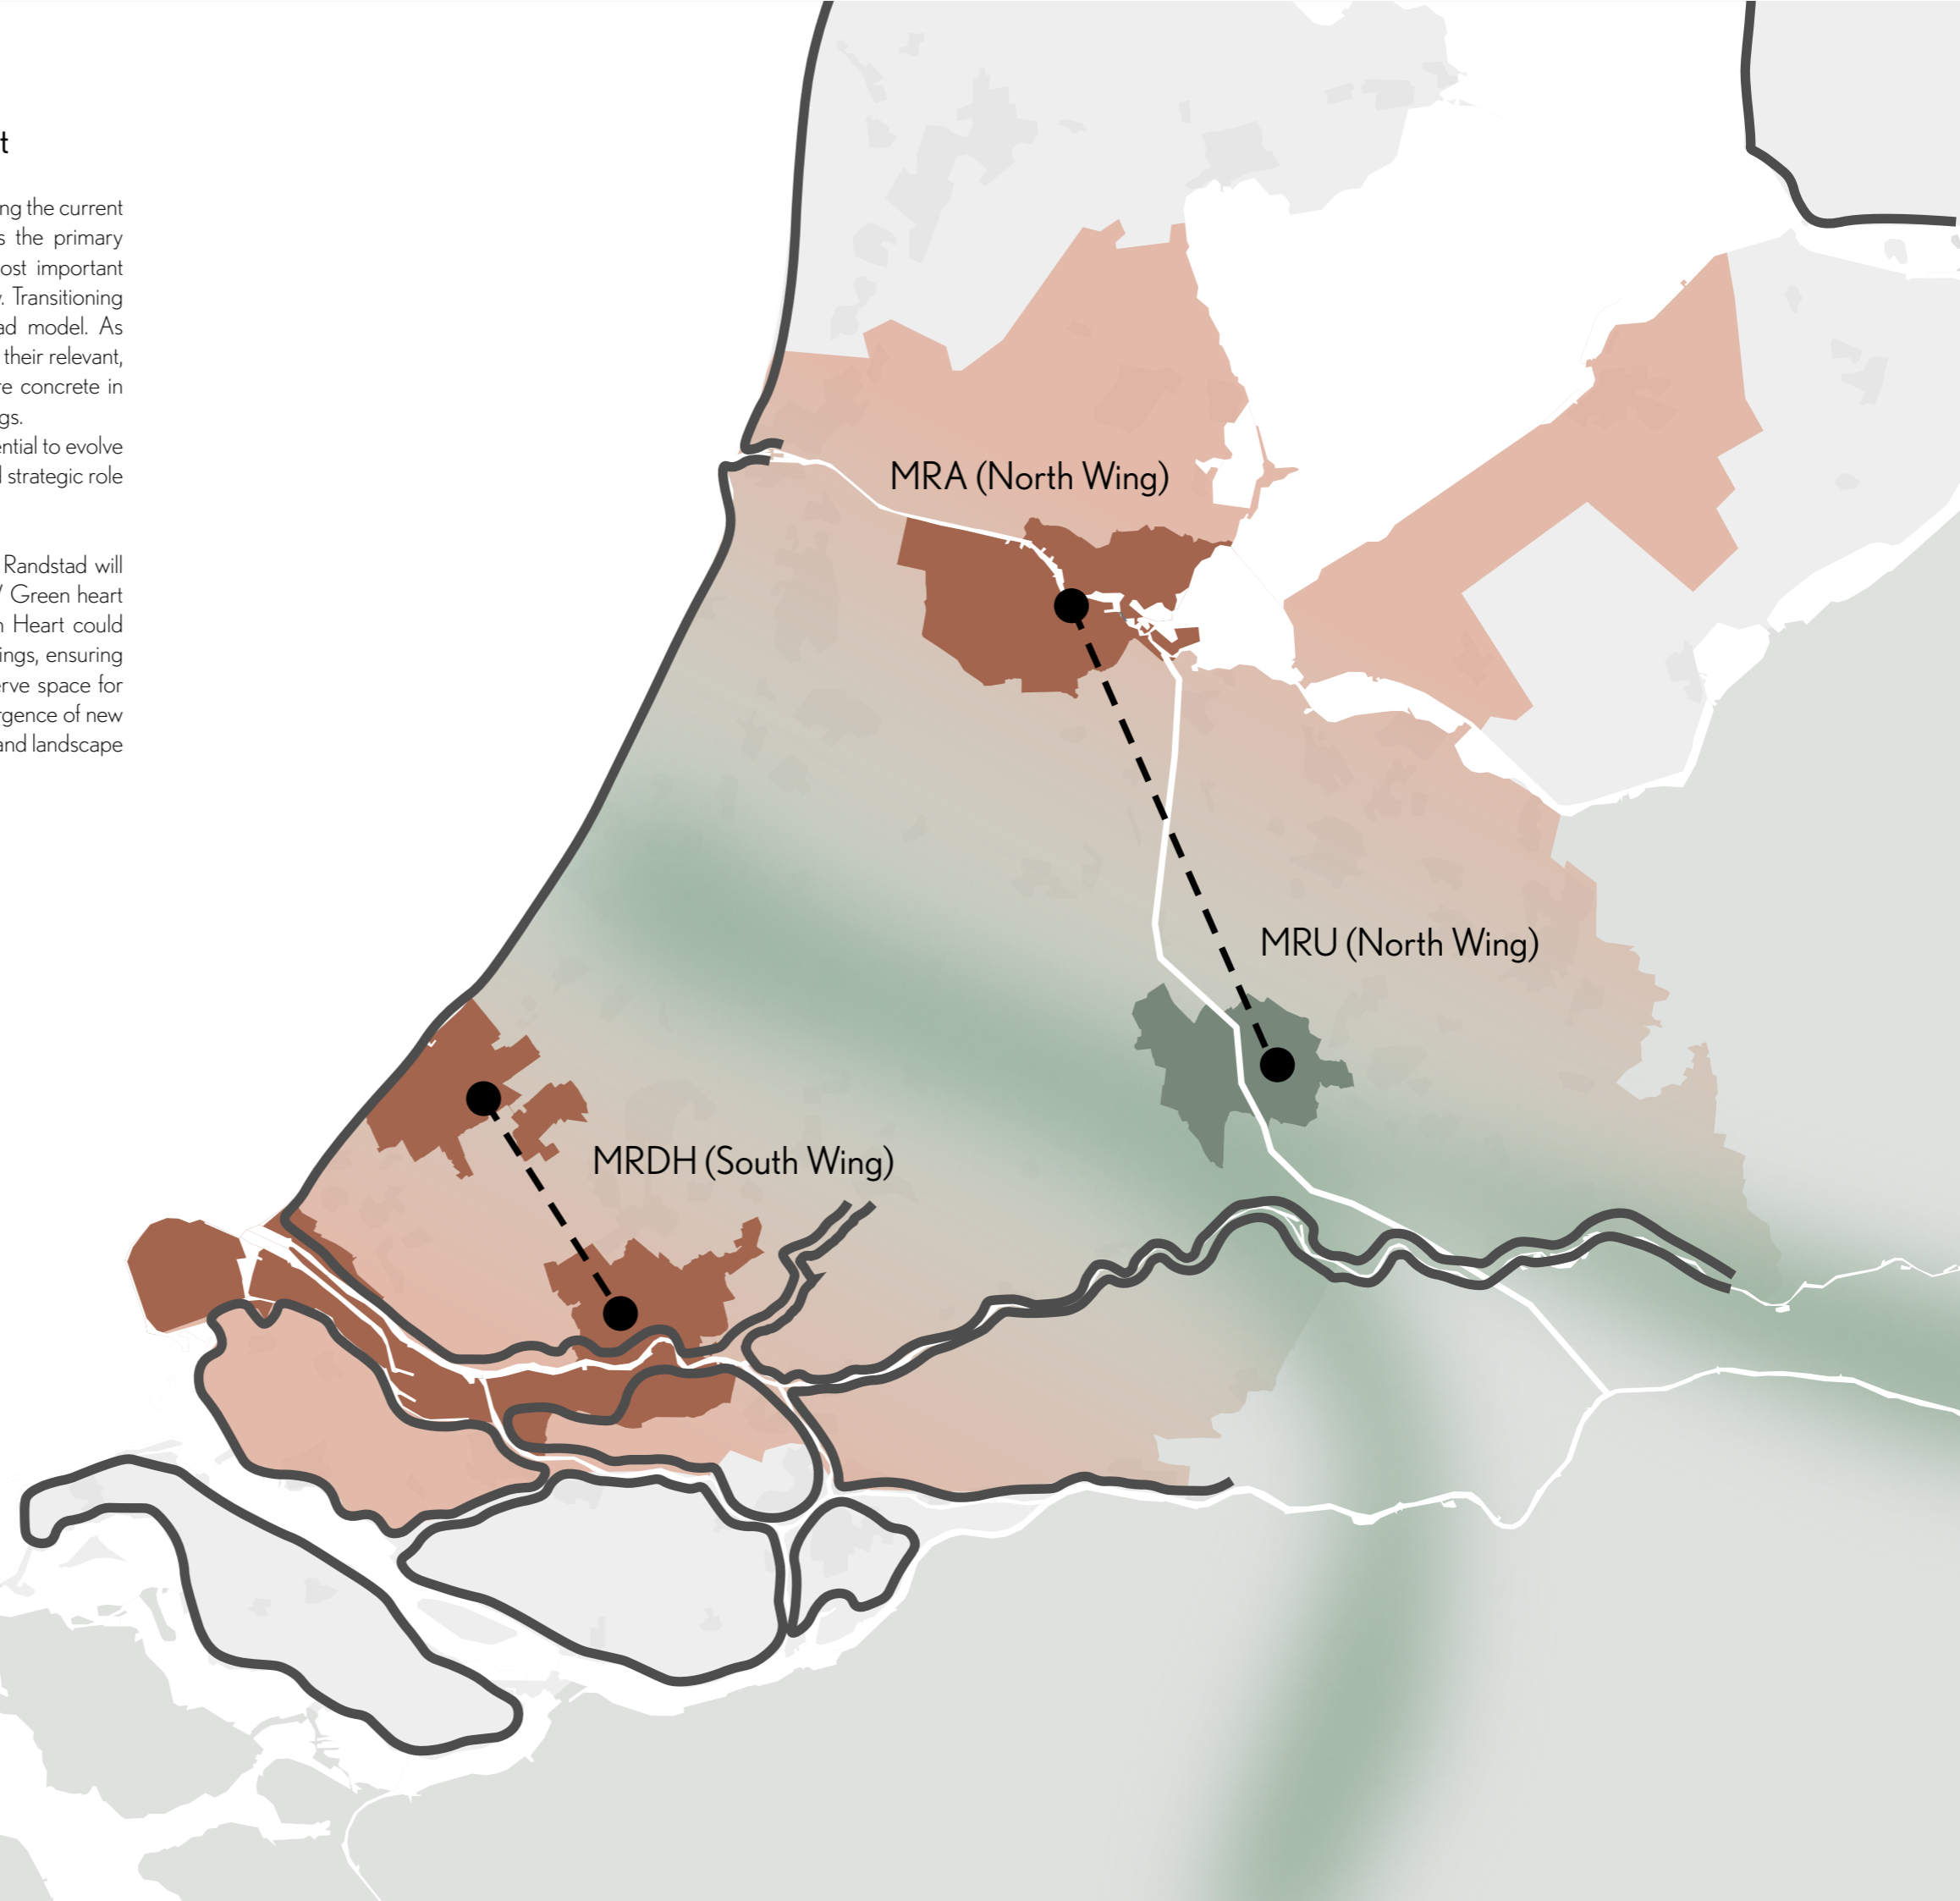 t
ng the current
s the primary
ost important
. Transitioning
ad model. As
their relevant,
re concrete in
gs.
ential to evolve
strategic role
Randstad will
Green heart
n Heart could
ings, ensuring
erve space for
rgence of new
and landscape
MRA (North Wing)
MRU (North Wing)
MRDH (South Wing)